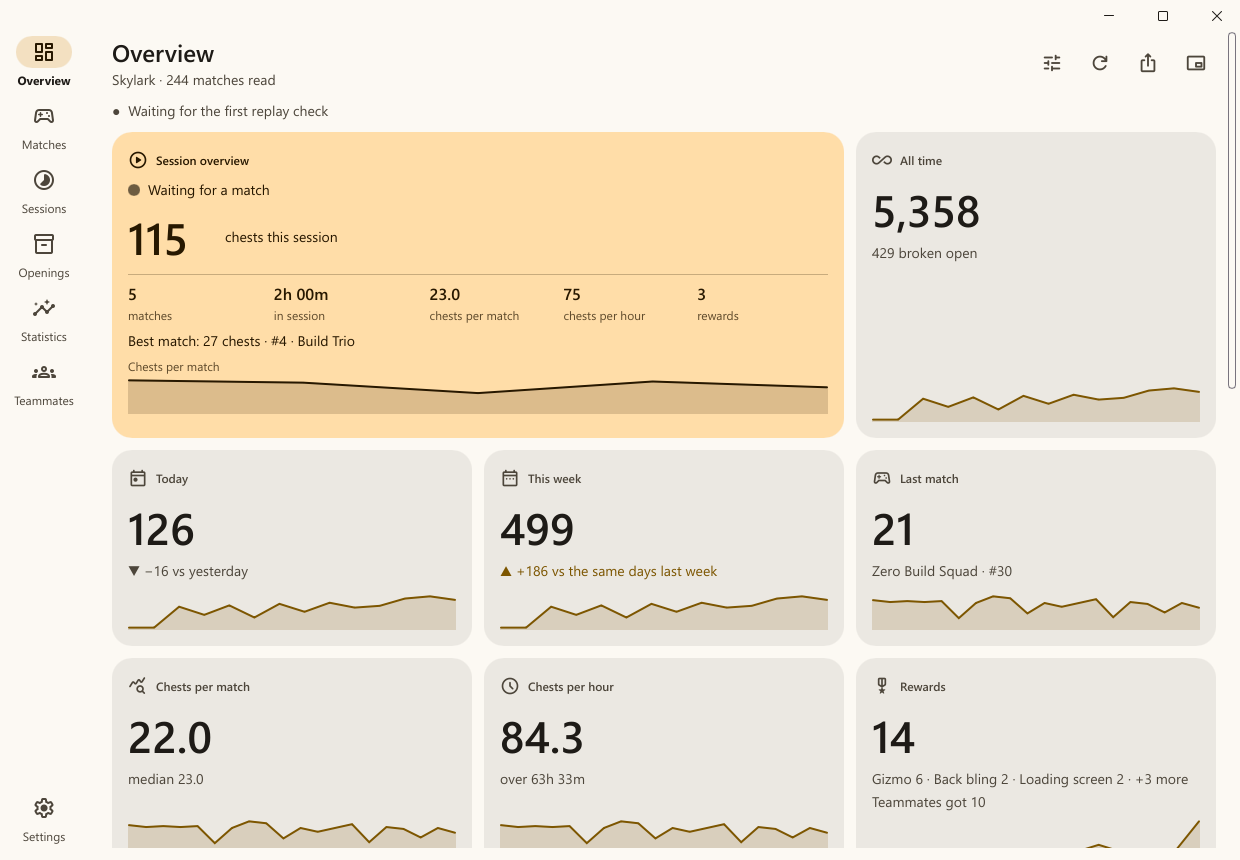 Overview
Skylark · 244 matches read
Waiting for the first replay check
Overview
Matches
Sessions
Openings
Statistics
Teammates
Settings
Session overview
Waiting for a match
115 chests this session
5 2h 00m 23.0 75 3
matches in session chests per match chests per hour rewards
Best match: 27 chests · #4 · Build Trio
Chests per match
All time
5,358
429 broken open
Today
126
▼ −16 vs yesterday
This week
499
▲ +186 vs the same days last week
Last match
21
Zero Build Squad · #30
Chests per match
22.0
median 23.0
Chests per hour
84.3
over 63h 33m
Rewards
14
Gizmo 6 · Back bling 2 · Loading screen 2 · +3 more
Teammates got 10